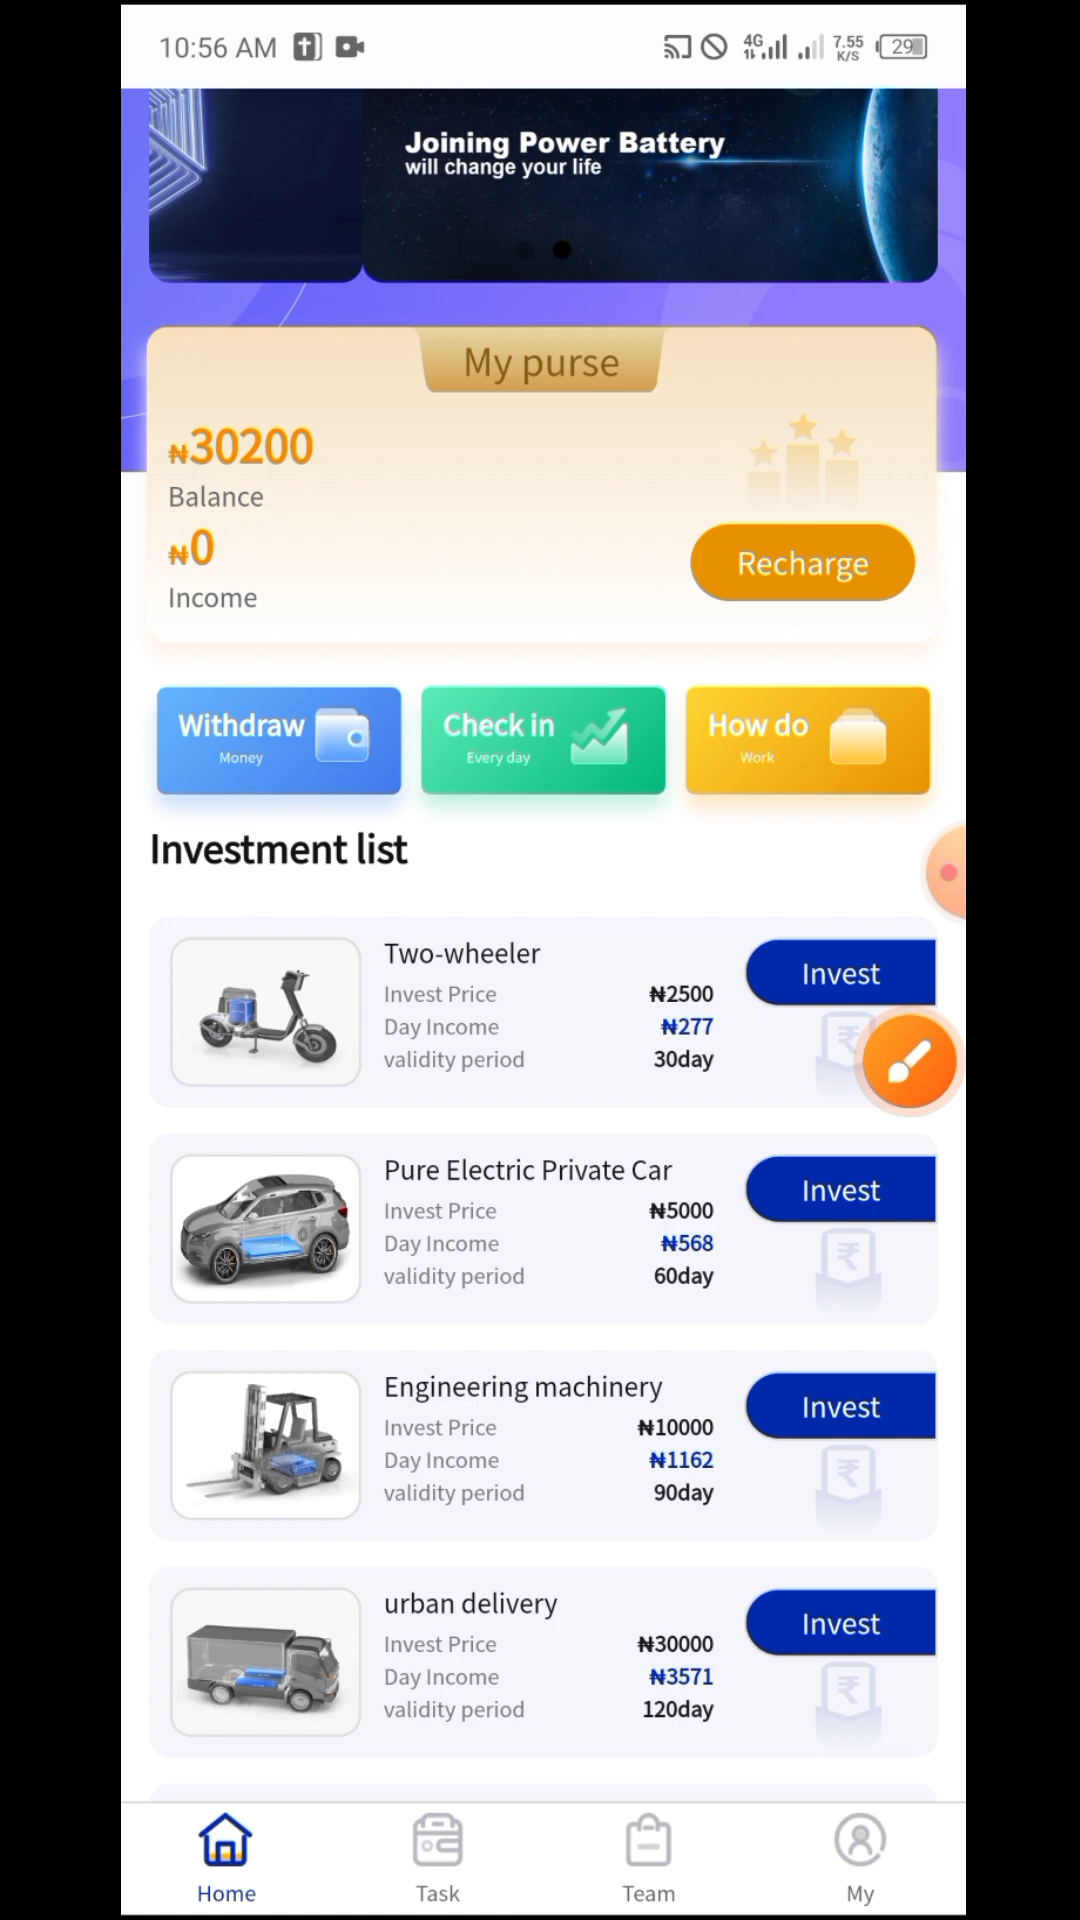 10:56 AM
4G
7.55
K/S
29
Joining Power Battery
will change your life
My purse
₦30200
Balance
₦0
Income
Recharge
Withdraw
Money
Check in
Every day
How do
Work
Investment list
Two-wheeler
Invest Price ₦2500
Day Income ₦277
validity period 30day
Invest
₹
Pure Electric Private Car
Invest Price ₦5000
Day Income ₦568
validity period 60day
Invest
₹
Engineering machinery
Invest Price ₦10000
Day Income ₦1162
validity period 90day
Invest
₹
urban delivery
Invest Price ₦30000
Day Income ₦3571
validity period 120day
Invest
₹
Home
Task
Team
My